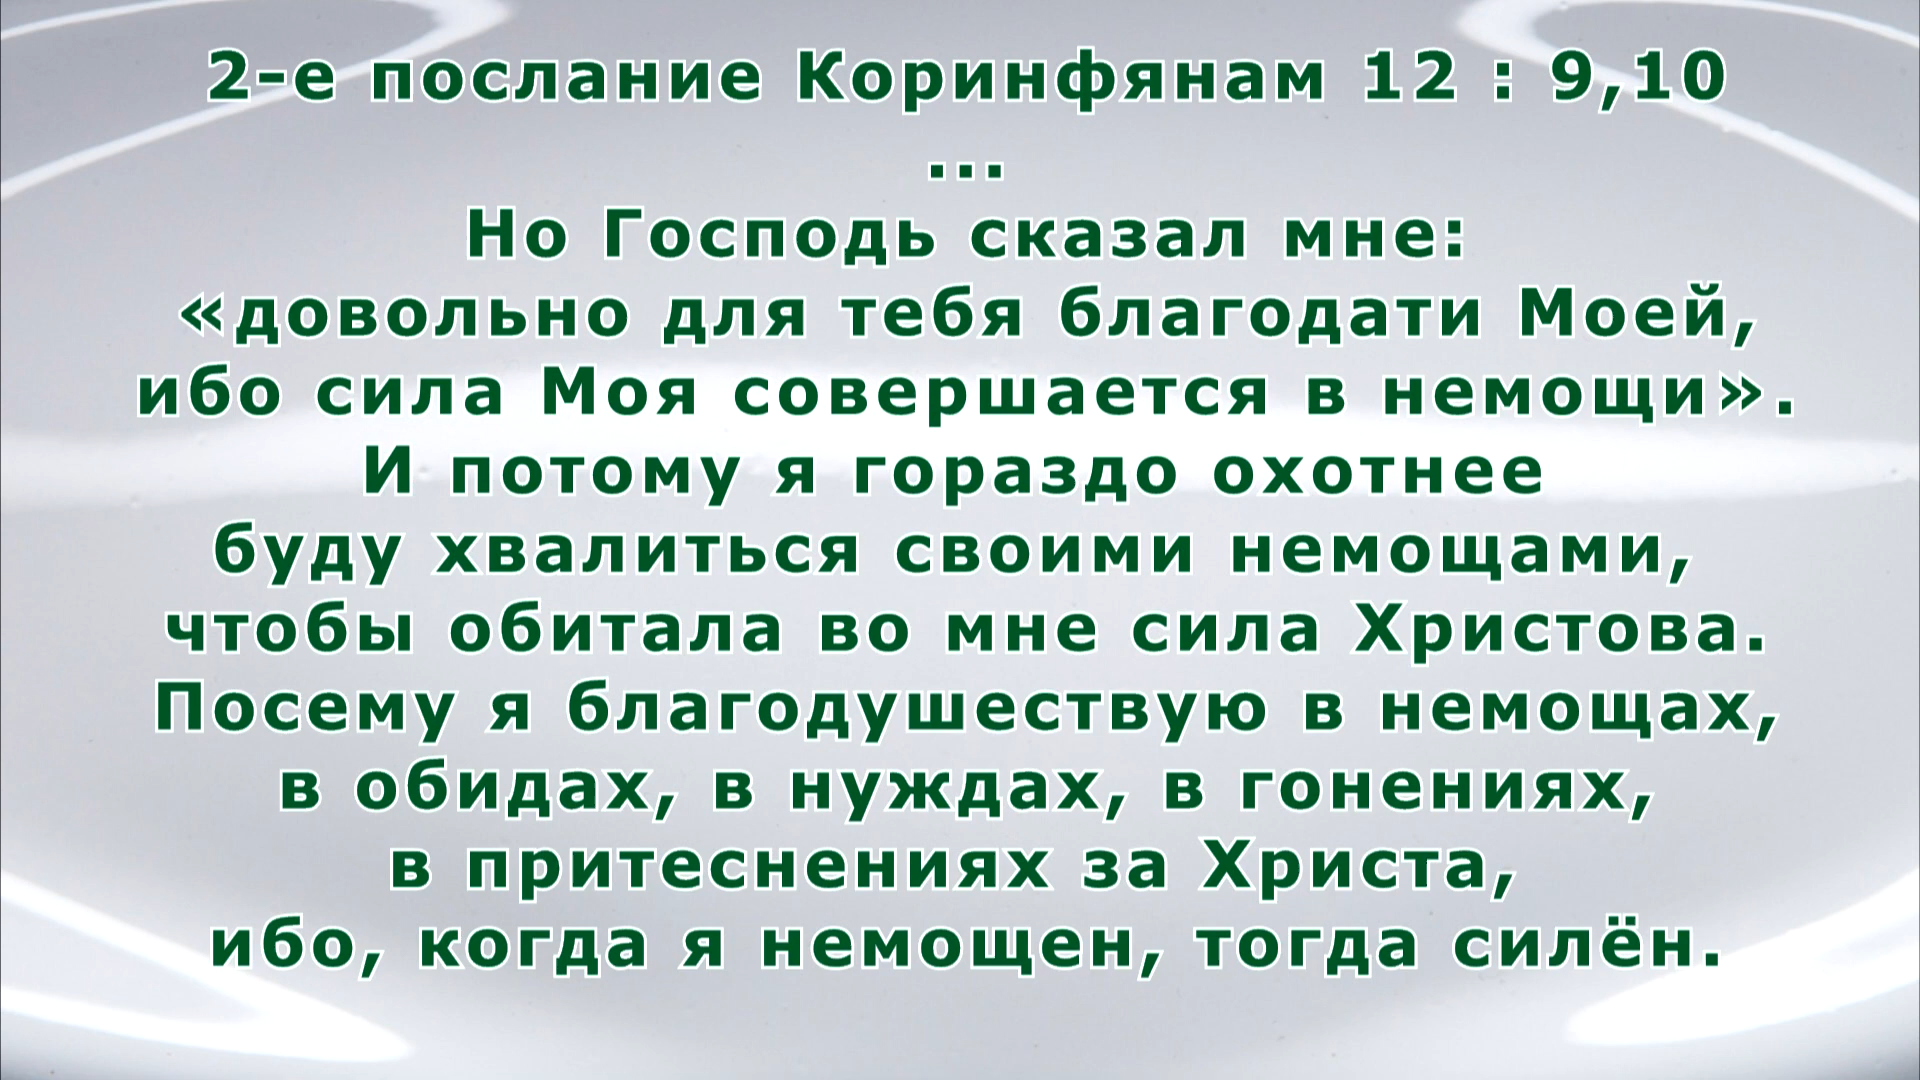 2-е послание Коринфянам 12 : 9,10
...
Но Господь сказал мне:
«довольно для тебя благодати Моей,
ибо сила Моя совершается в немощи».
И потому я гораздо охотнее
буду хвалиться своими немощами,
чтобы обитала во мне сила Христова.
Посему я благодушествую в немощах,
в обидах, в нуждах, в гонениях,
в притеснениях за Христа,
ибо, когда я немощен, тогда силён.